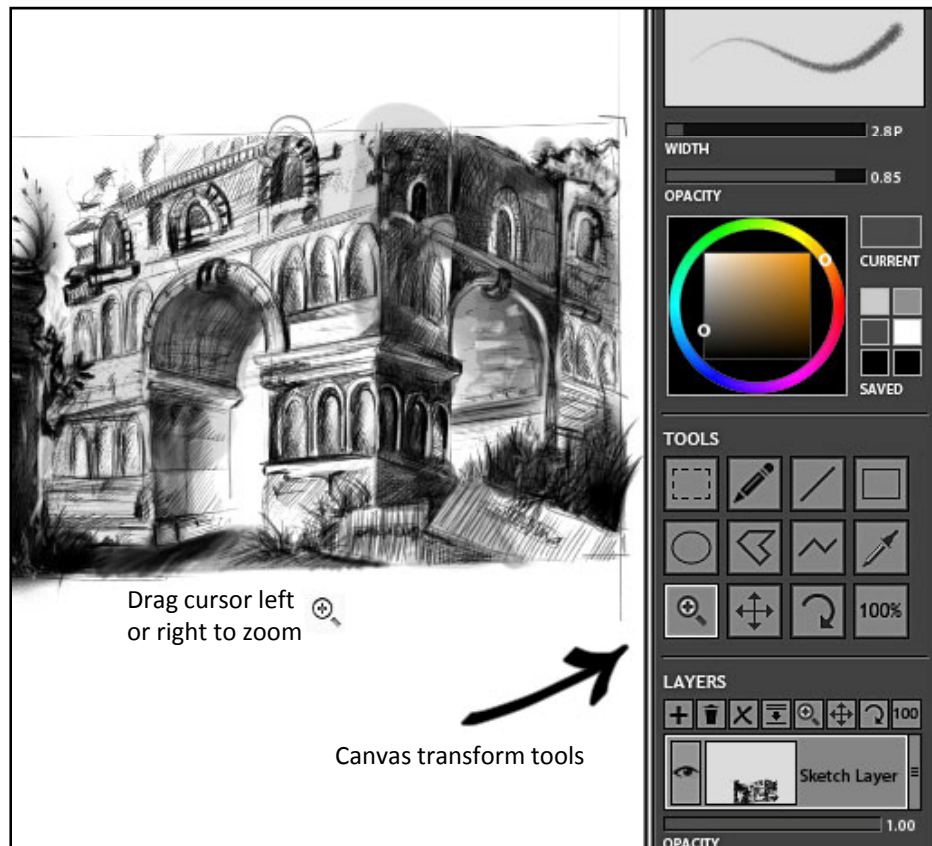 2.8P
WIDTH
0.85
OPACITY
CURRENT
SAVED
TOOLS
100%
Drag cursor left
or right to zoom
LAYERS
100
Canvas transform tools
Sketch Layer
1.00
OPACITY